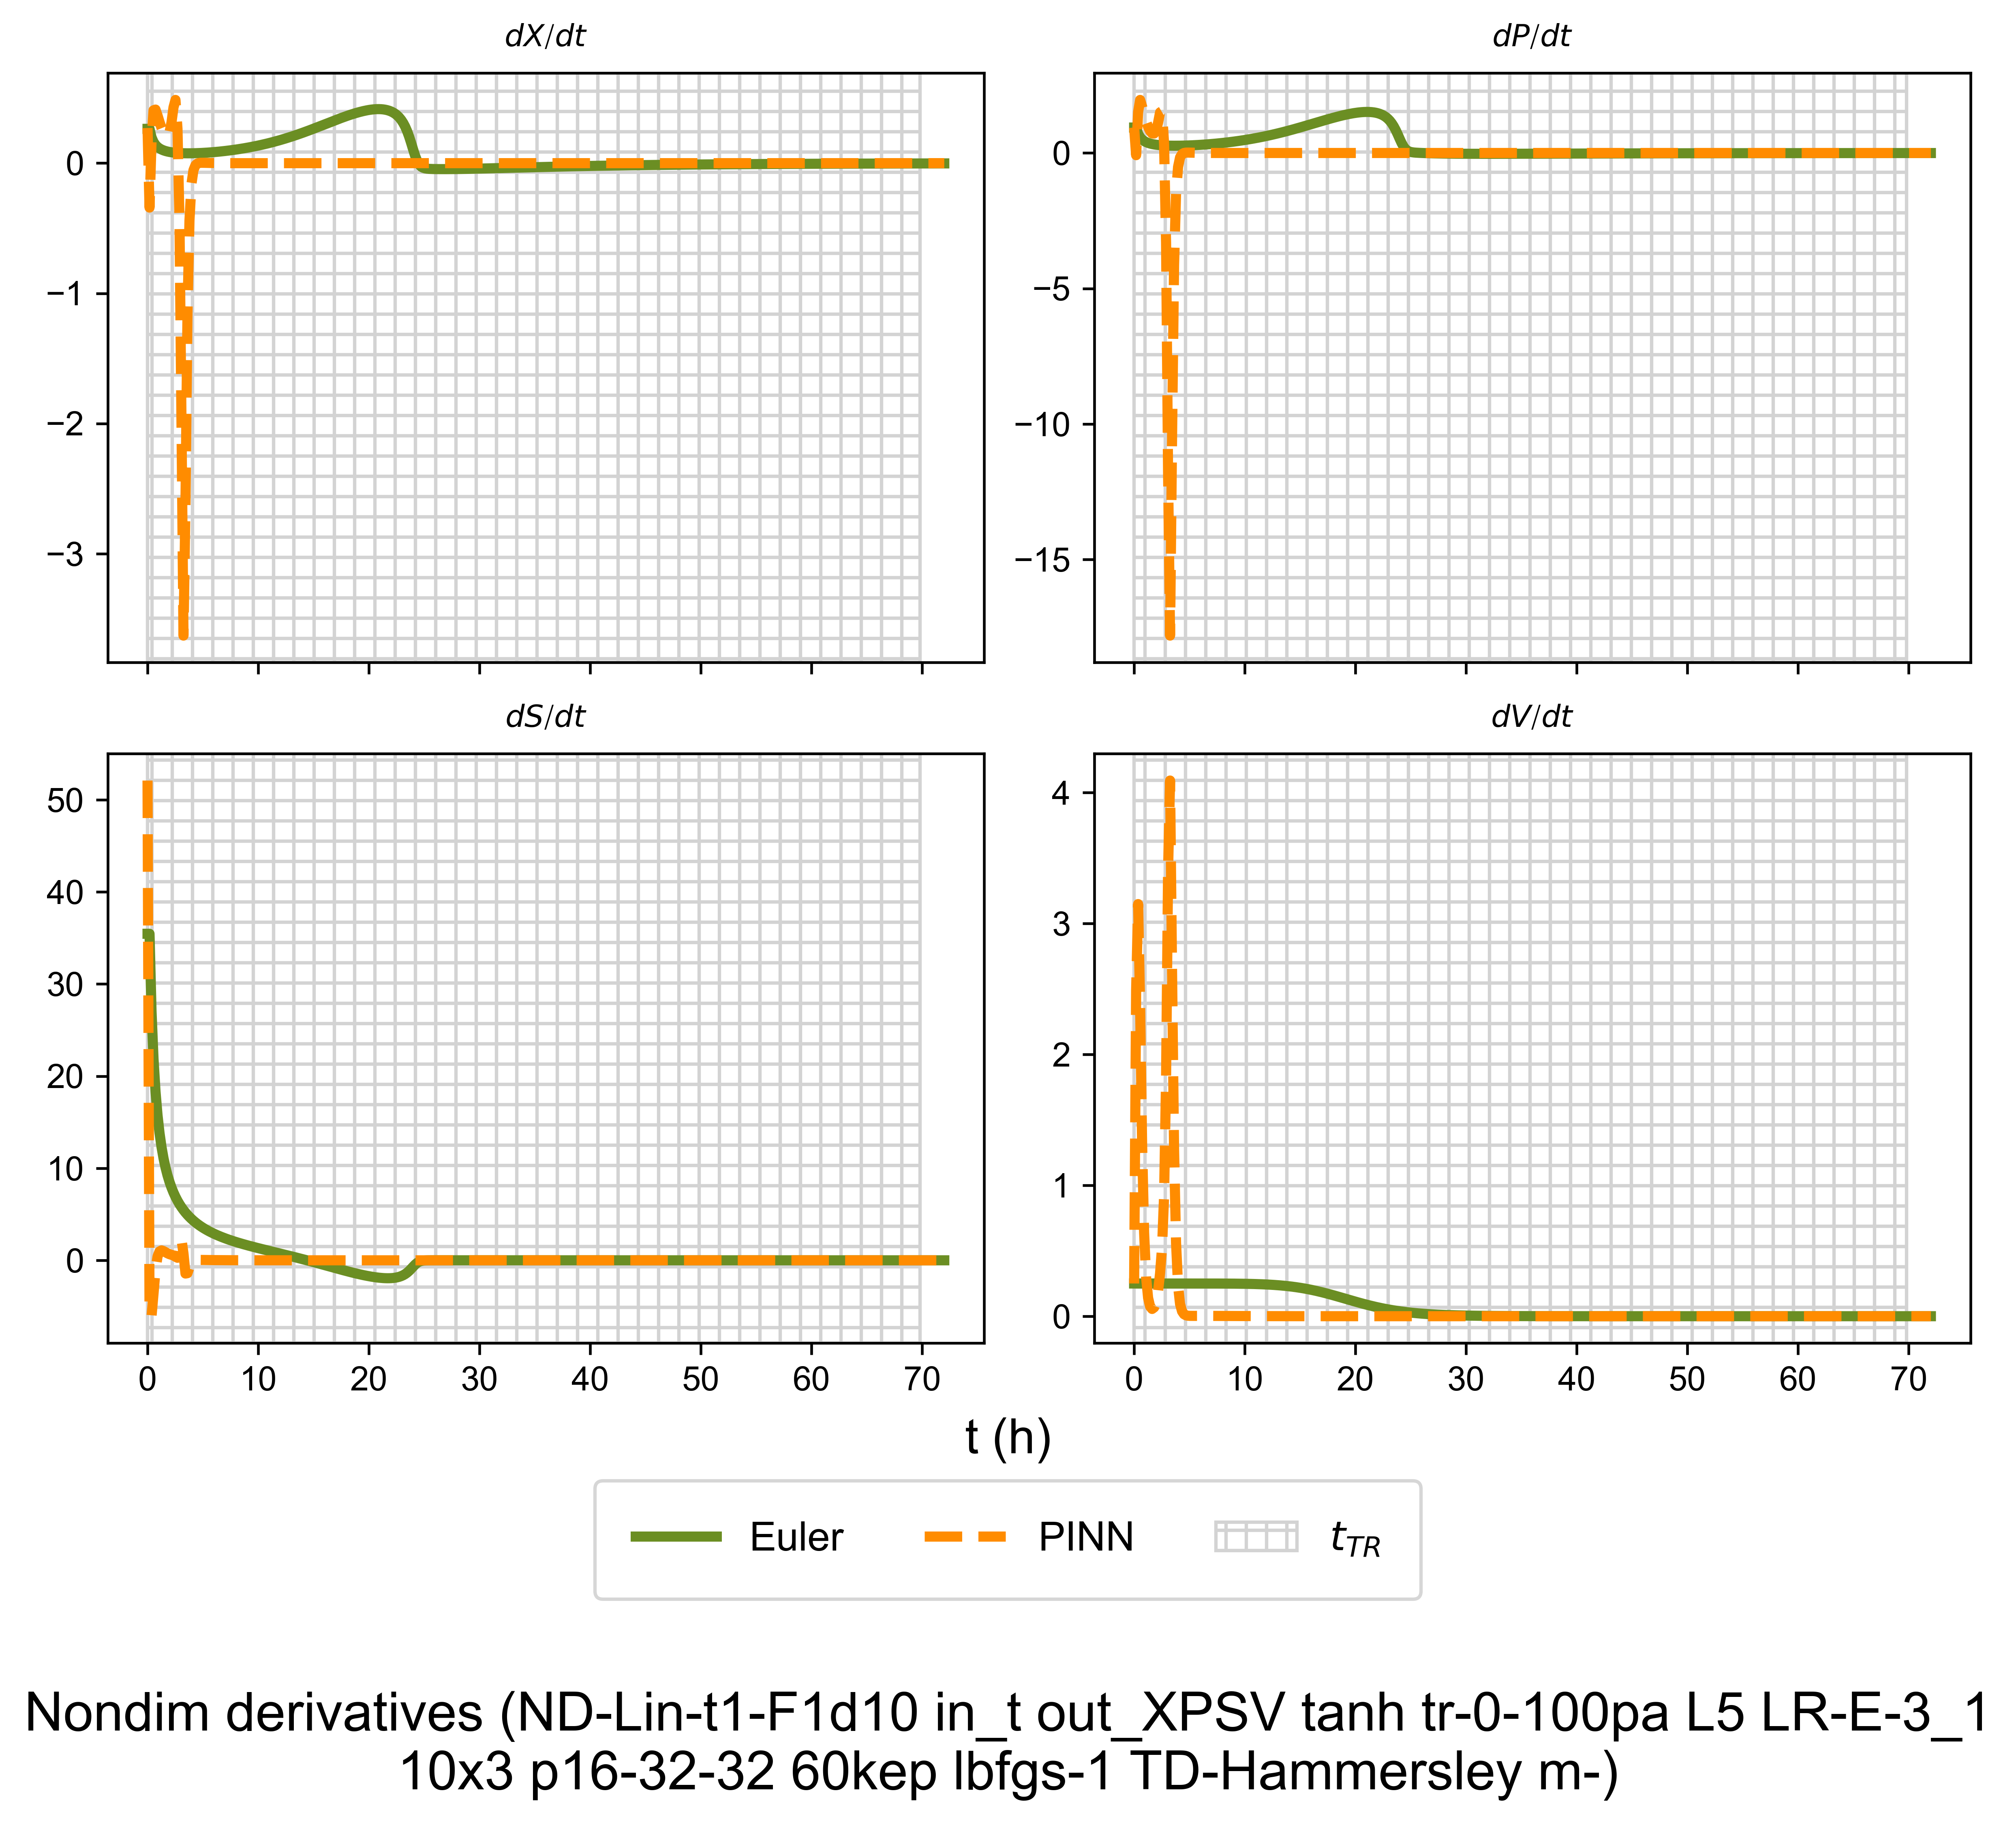 dX/dt
dP/dt
0
−1
−2
−3
0
−5
−10
−15
dS/dt
dV/dt
50
40
30
20
10
0
4
3
2
1
0
0 10 20 30 40 50 60 70
0 10 20 30 40 50 60 70
t (h)
Euler PINN t_TR
Nondim derivatives (ND-Lin-t1-F1d10 in_t out_XPSV tanh tr-0-100pa L5 LR-E-3_1
10x3 p16-32-32 60kep lbfgs-1 TD-Hammersley m-)